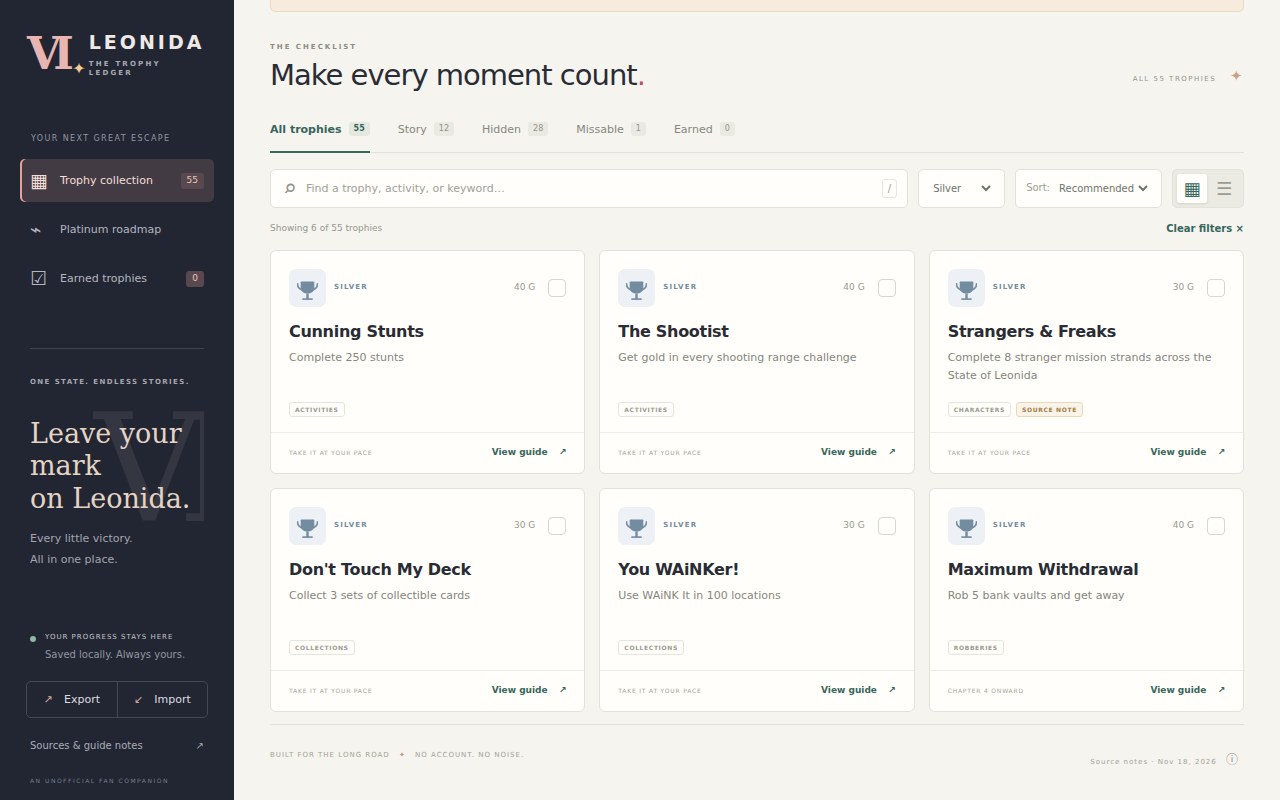 VI LEONIDA
THE TROPHY
LEDGER
YOUR NEXT GREAT ESCAPE
Trophy collection 55
Platinum roadmap
Earned trophies 0
ONE STATE. ENDLESS STORIES.
VI
Leave your
mark
on Leonida.
Every little victory.
All in one place.
YOUR PROGRESS STAYS HERE
Saved locally. Always yours.
↗ Export ↙ Import
Sources & guide notes ↗
AN UNOFFICIAL FAN COMPANION
THE CHECKLIST
Make every moment count.
ALL 55 TROPHIES
All trophies 55 Story 12 Hidden 28 Missable 1 Earned 0
Find a trophy, activity, or keyword... / Silver Sort: Recommended
Showing 6 of 55 trophies Clear filters ×
SILVER 40 G
Cunning Stunts
Complete 250 stunts
ACTIVITIES
TAKE IT AT YOUR PACE View guide ↗
SILVER 40 G
The Shootist
Get gold in every shooting range challenge
ACTIVITIES
TAKE IT AT YOUR PACE View guide ↗
SILVER 30 G
Strangers & Freaks
Complete 8 stranger mission strands across the
State of Leonida
CHARACTERS SOURCE NOTE
TAKE IT AT YOUR PACE View guide ↗
SILVER 30 G
Don't Touch My Deck
Collect 3 sets of collectible cards
COLLECTIONS
TAKE IT AT YOUR PACE View guide ↗
SILVER 30 G
You WAiNKer!
Use WAiNK It in 100 locations
COLLECTIONS
TAKE IT AT YOUR PACE View guide ↗
SILVER 40 G
Maximum Withdrawal
Rob 5 bank vaults and get away
ROBBERIES
CHAPTER 4 ONWARD View guide ↗
BUILT FOR THE LONG ROAD ✦ NO ACCOUNT. NO NOISE.
Source notes · Nov 18, 2026 ⓘ